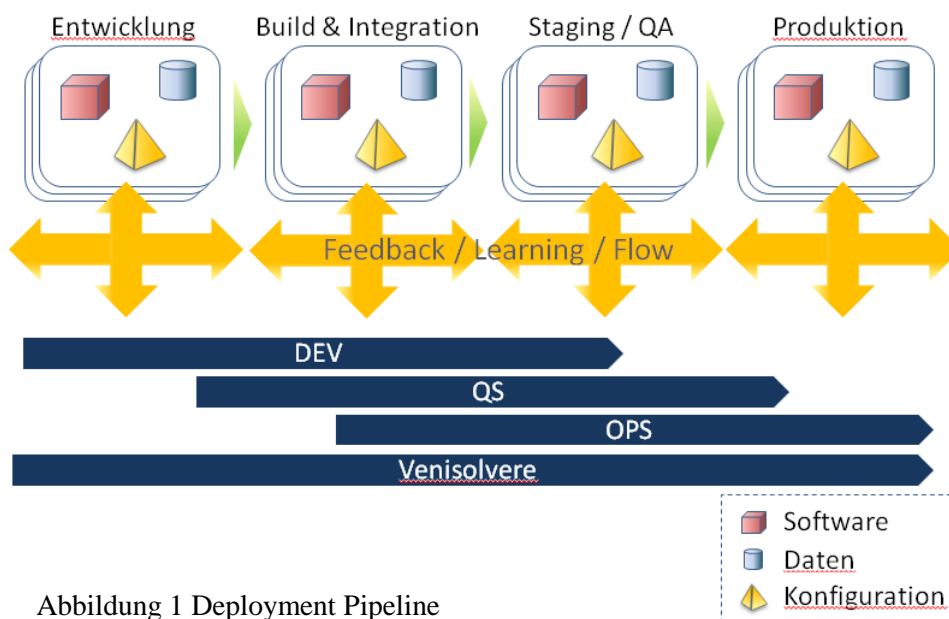 Entwicklung
Build & Integration
Staging / QA
Produktion
Feedback / Learning / Flow
DEV
QS
OPS
Venisolvere
Software
Daten
Konfiguration
Abbildung 1 Deployment Pipeline